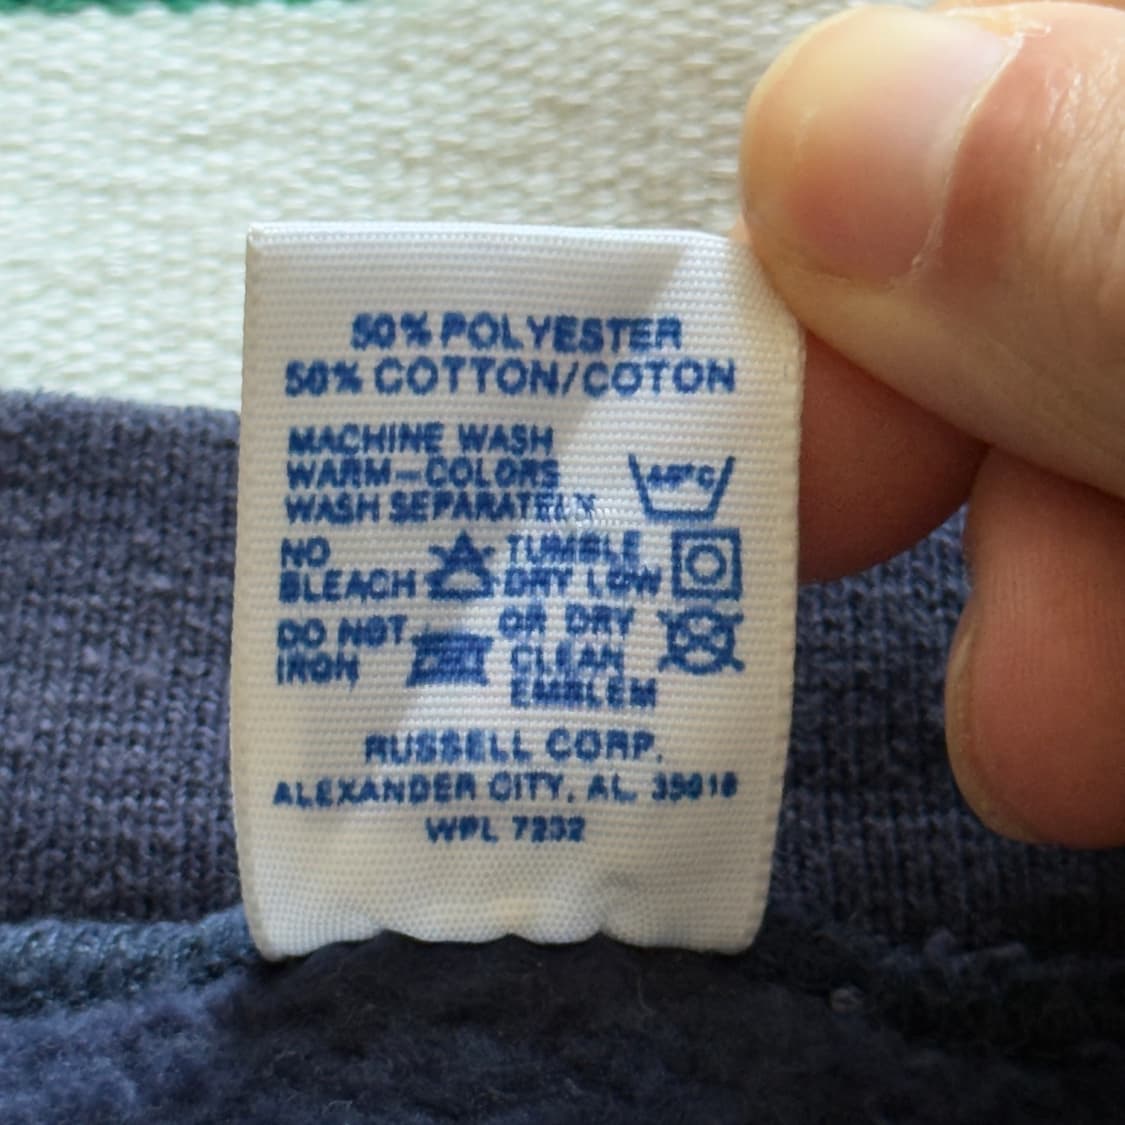 50% POLYESTER
50% COTTON/COTON
MACHINE WASH
WARM—COLORS
WASH SEPARATELY
40°C
NO
BLEACH
TUMBLE
DRY LOW
DO NOT
IRON
OR DRY
CLEAN
EMBLEM
RUSSELL CORP.
ALEXANDER CITY, AL. 35010
WPL 7232